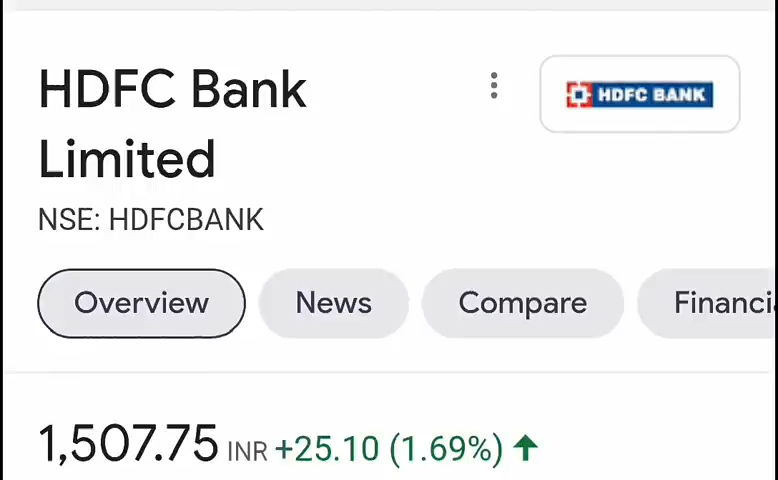 HDFC Bank
Limited
HDFC BANK
NSE: HDFCBANK
Overview News Compare Financi
1,507.75 INR +25.10 (1.69%) ↑